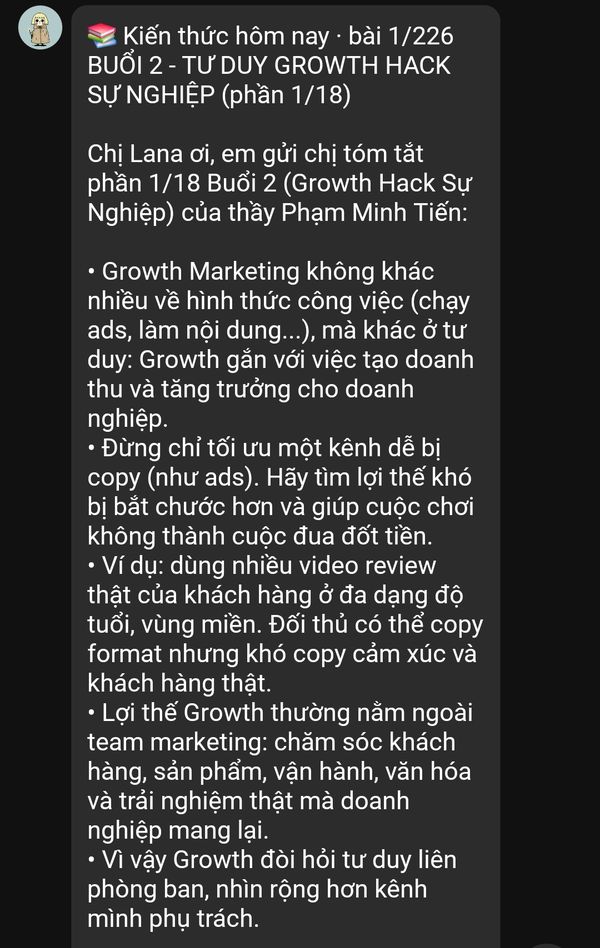 📚 Kiến thức hôm nay · bài 1/226
BUỔI 2 - TƯ DUY GROWTH HACK
SỰ NGHIỆP (phần 1/18)
Chị Lana ơi, em gửi chị tóm tắt
phần 1/18 Buổi 2 (Growth Hack Sự
Nghiệp) của thầy Phạm Minh Tiến:
• Growth Marketing không khác
nhiều về hình thức công việc (chạy
ads, làm nội dung...), mà khác ở tư
duy: Growth gắn với việc tạo doanh
thu và tăng trưởng cho doanh
nghiệp.
• Đừng chỉ tối ưu một kênh dễ bị
copy (như ads). Hãy tìm lợi thế khó
bị bắt chước hơn và giúp cuộc chơi
không thành cuộc đua đốt tiền.
• Ví dụ: dùng nhiều video review
thật của khách hàng ở đa dạng độ
tuổi, vùng miền. Đối thủ có thể copy
format nhưng khó copy cảm xúc và
khách hàng thật.
• Lợi thế Growth thường nằm ngoài
team marketing: chăm sóc khách
hàng, sản phẩm, vận hành, văn hóa
và trải nghiệm thật mà doanh
nghiệp mang lại.
• Vì vậy Growth đòi hỏi tư duy liên
phòng ban, nhìn rộng hơn kênh
mình phụ trách.